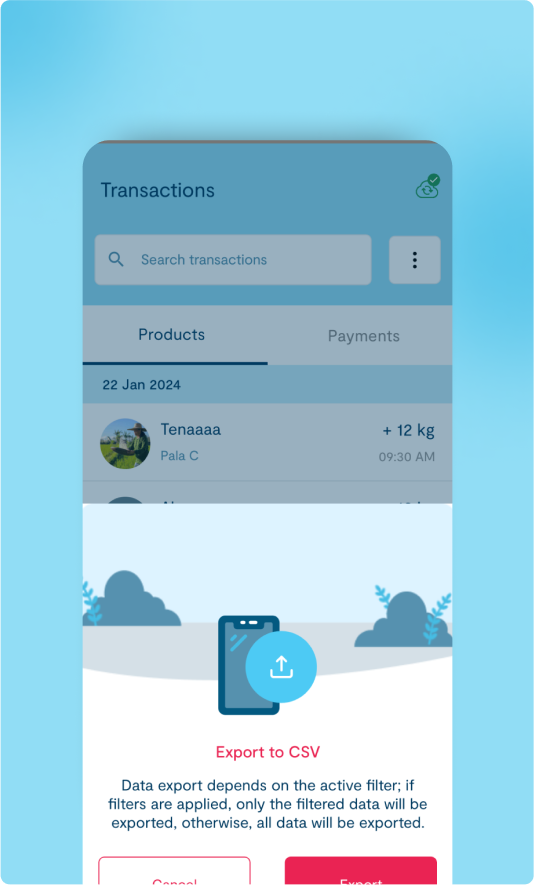 Transactions
Search transactions
Products
Payments
22 Jan 2024
Tenaaaa
+ 12 kg
Pala C
09:30 AM
Export to CSV
Data export depends on the active filter; if
filters are applied, only the filtered data will be
exported, otherwise, all data will be exported.
Cancel
Export